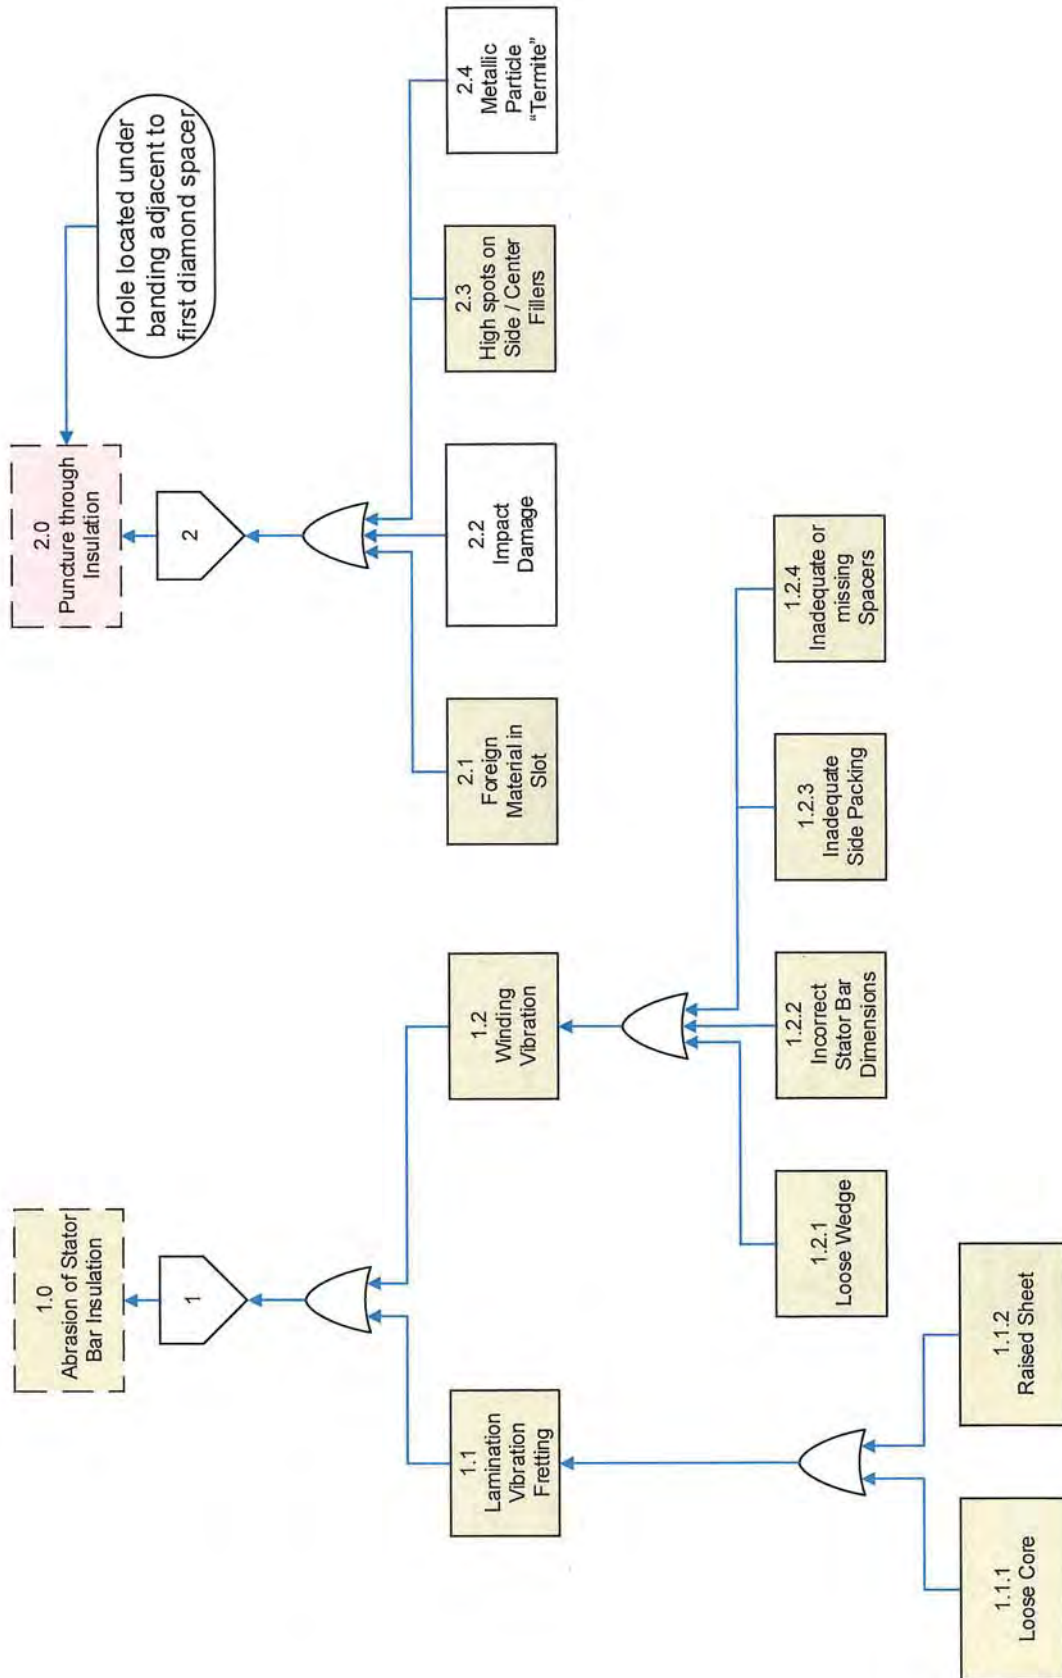 1.0
Abrasion of Stator
Bar Insulation
1
2.0
Puncture through
Insulation
2
Hole located under
banding adjacent to
first diamond spacer
1.1
Lamination
Vibration
Fretting
1.2
Winding
Vibration
2.1
Foreign
Material in
Slot
2.2
Impact
Damage
2.3
High spots on
Side / Center
Fillers
2.4
Metallic
Particle
“Termite”
1.2.1
Loose Wedge
1.2.2
Incorrect
Stator Bar
Dimensions
1.2.3
Inadequate
Side Packing
1.2.4
Inadequate or
missing
Spacers
1.1.1
Loose Core
1.1.2
Raised Sheet